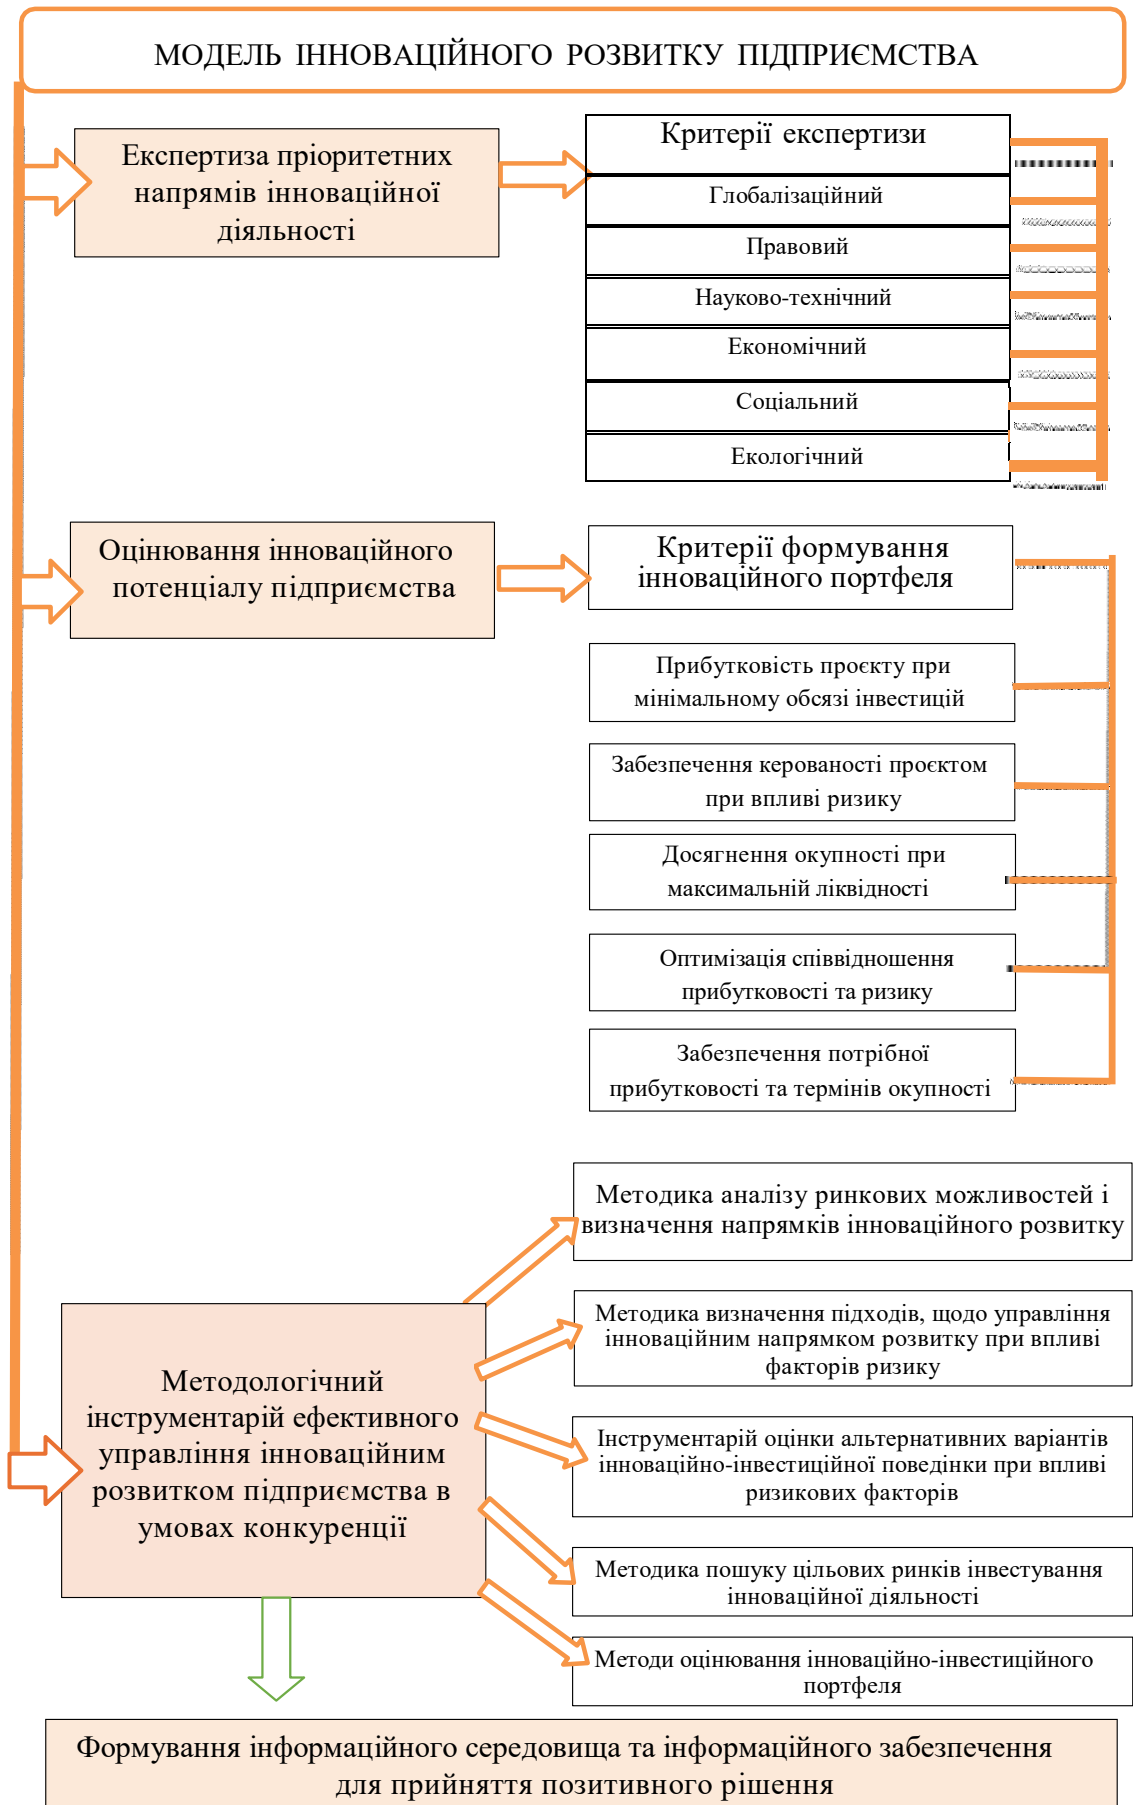 МОДЕЛЬ ІННОВАЦІЙНОГО РОЗВИТКУ ПІДПРИЄМСТВА
Експертиза пріоритетних
напрямів інноваційної
діяльності
Критерії експертизи
Глобалізаційний
Правовий
Науково-технічний
Економічний
Соціальний
Екологічний
Оцінювання інноваційного
потенціалу підприємства
Критерії формування
інноваційного портфеля
Прибутковість проєкту при
мінімальному обсязі інвестицій
Забезпечення керованості проєктом
при впливі ризику
Досягнення окупності при
максимальній ліквідності
Оптимізація співвідношення
прибутковості та ризику
Забезпечення потрібної
прибутковості та термінів окупності
Методологічний
інструментарій ефективного
управління інноваційним
розвитком підприємства в
умовах конкуренції
Методика аналізу ринкових можливостей і
визначення напрямків інноваційного розвитку
Методика визначення підходів, щодо управління
інноваційним напрямком розвитку при впливі
факторів ризику
Інструментарій оцінки альтернативних варіантів
інноваційно-інвестиційної поведінки при впливі
ризикових факторів
Методика пошуку цільових ринків інвестування
інноваційної діяльності
Методи оцінювання інноваційно-інвестиційного
портфеля
Формування інформаційного середовища та інформаційного забезпечення
для прийняття позитивного рішення